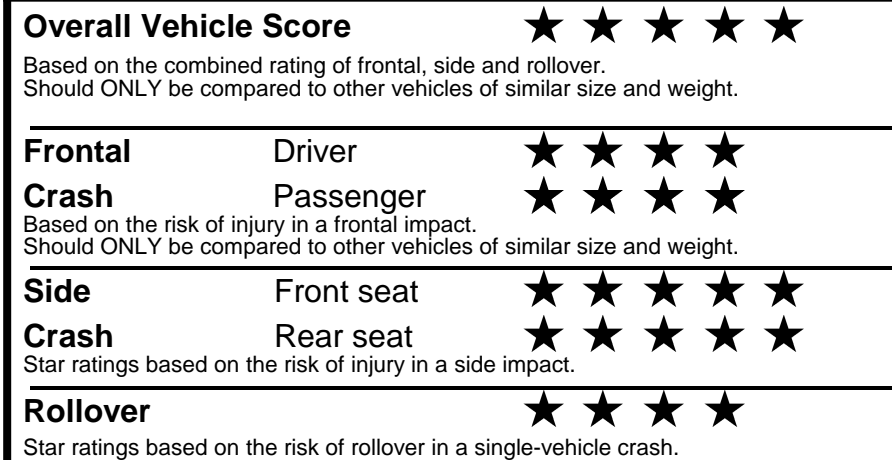 Overall Vehicle Score ★ ★ ★ ★ ★
Based on the combined rating of frontal, side and rollover.
Should ONLY be compared to other vehicles of similar size and weight.
Frontal Driver ★ ★ ★ ★
Crash Passenger ★ ★ ★ ★
Based on the risk of injury in a frontal impact.
Should ONLY be compared to other vehicles of similar size and weight.
Side Front seat ★ ★ ★ ★ ★
Crash Rear seat ★ ★ ★ ★ ★
Star ratings based on the risk of injury in a side impact.
Rollover ★ ★ ★ ★
Star ratings based on the risk of rollover in a single-vehicle crash.